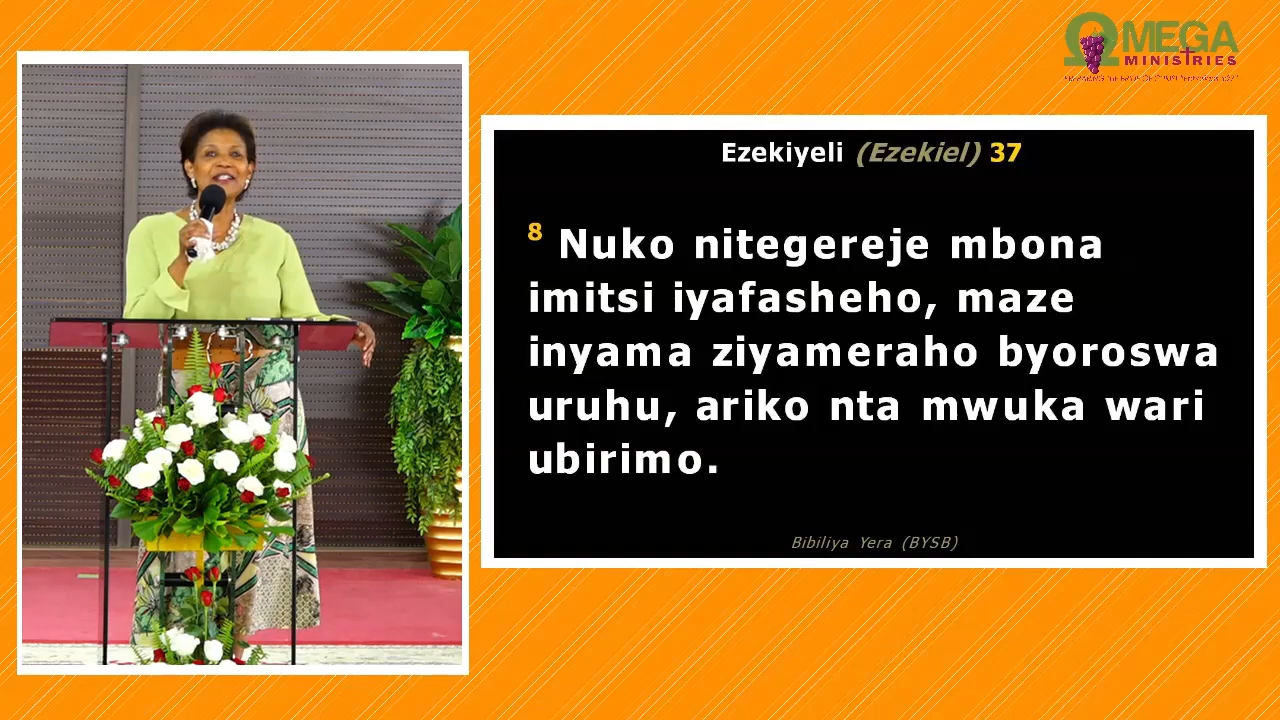 ΩMEGA
MINISTRIES
Ezekiyeli (Ezekiel) 37
8 Nuko nitegereje mbona
imitsi iyafasheho, maze
inyama ziyameraho byoroswa
uruhu, ariko nta mwuka wari
ubirimo.
Bibiliya Yera (BYSB)